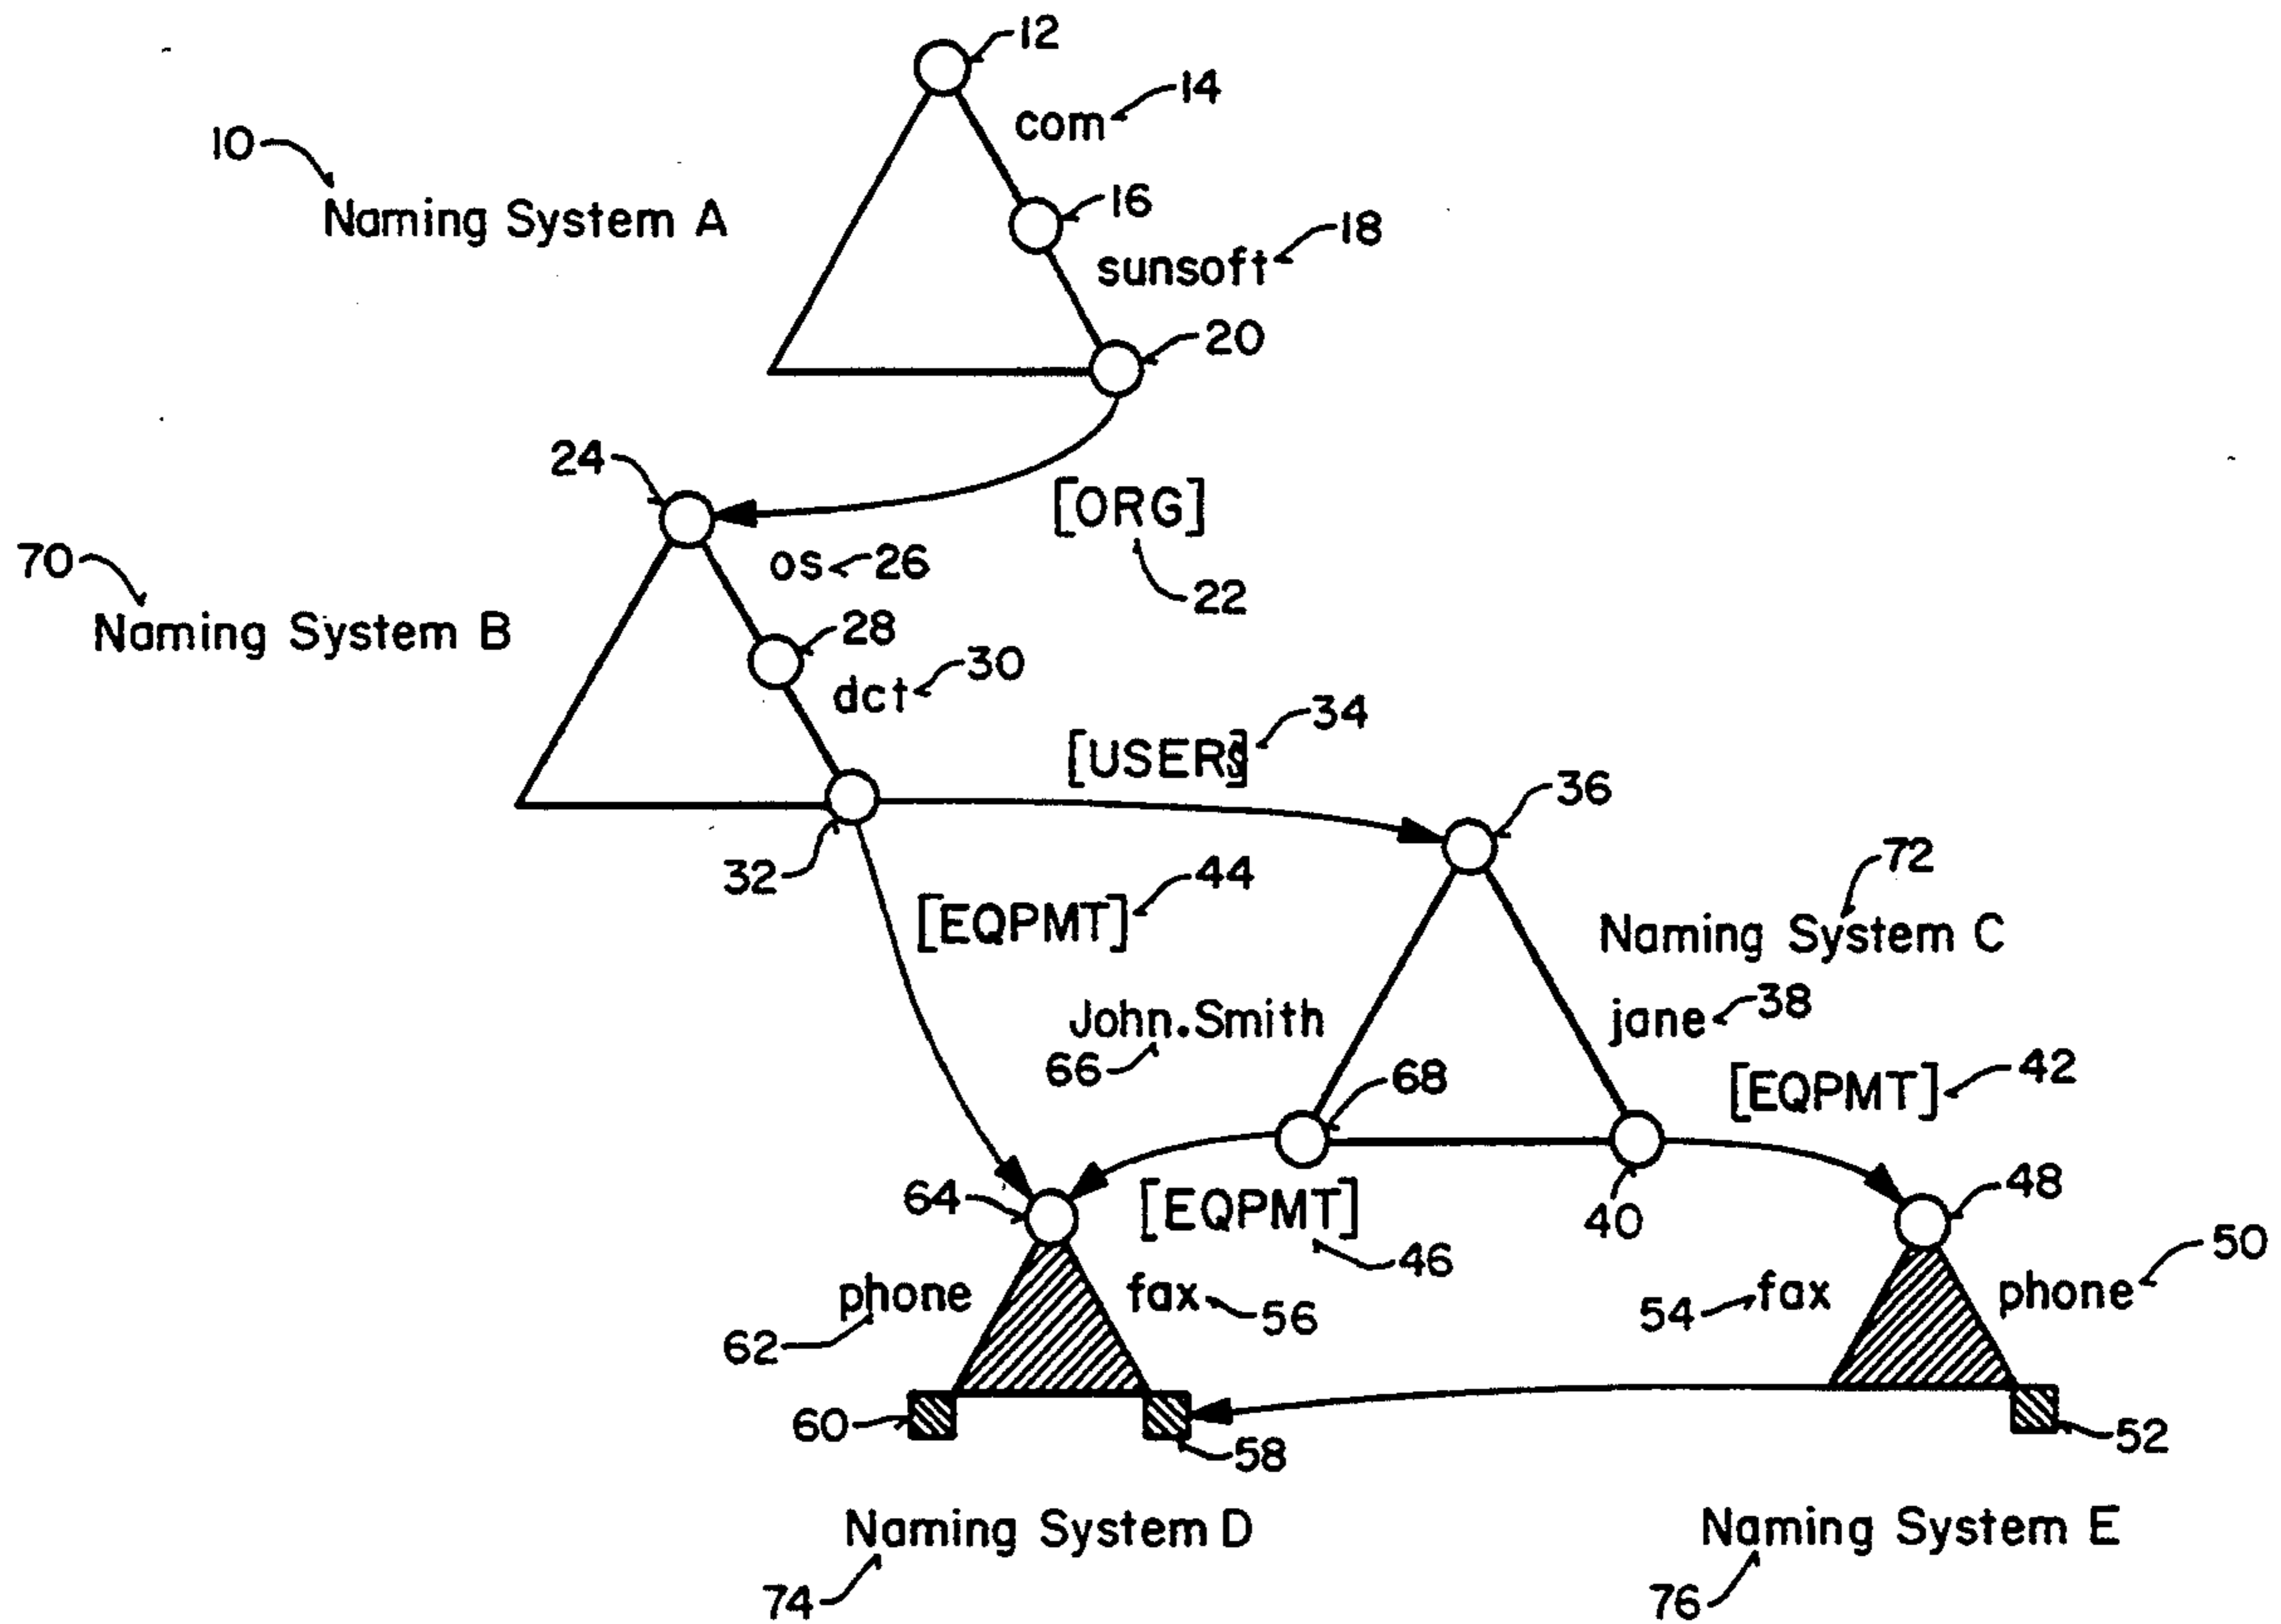 12
com 14
10
Naming System A
16
sunsoft 18
20
24
[ORG]
22
os 26
70
Naming System B
28
dct 30
[USERS] 34
36
32
[EQPMT] 44
72
Naming System C
John.Smith
66
jane 38
68
[EQPMT] 42
64
[EQPMT]
46
40
48
phone
62
fax 56
54 fax
phone 50
60
58
52
Naming System D
74
Naming System E
76